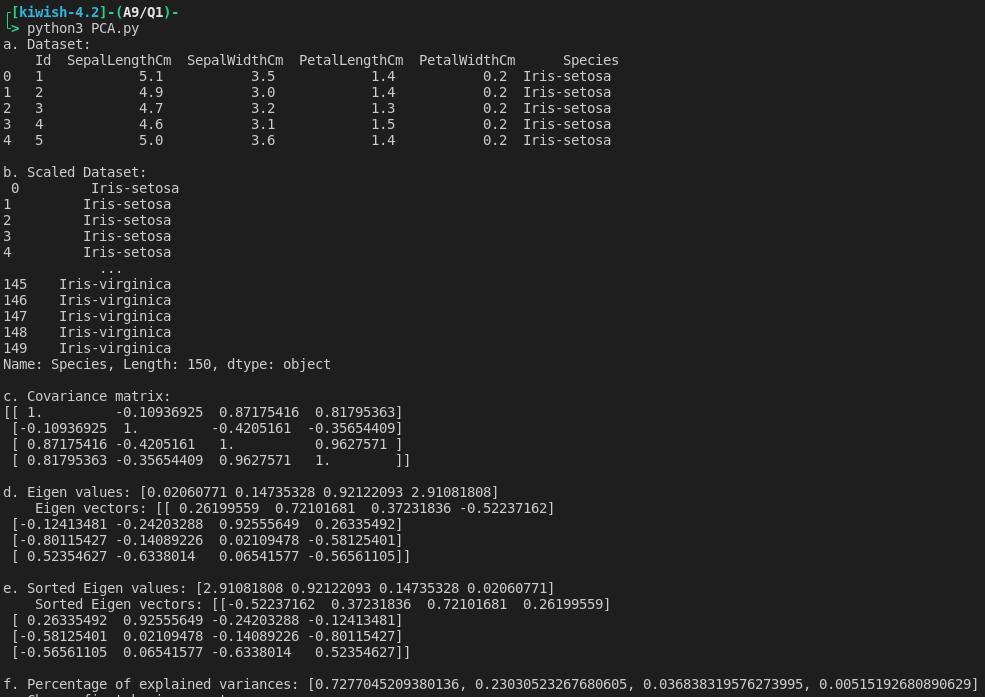 [kiwish-4.2]-(A9/Q1)-
> python3 PCA.py
a. Dataset:
Id SepalLengthCm SepalWidthCm PetalLengthCm PetalWidthCm Species
0 1 5.1 3.5 1.4 0.2 Iris-setosa
1 2 4.9 3.0 1.4 0.2 Iris-setosa
2 3 4.7 3.2 1.3 0.2 Iris-setosa
3 4 4.6 3.1 1.5 0.2 Iris-setosa
4 5 5.0 3.6 1.4 0.2 Iris-setosa
b. Scaled Dataset:
0 Iris-setosa
1 Iris-setosa
2 Iris-setosa
3 Iris-setosa
4 Iris-setosa
...
145 Iris-virginica
146 Iris-virginica
147 Iris-virginica
148 Iris-virginica
149 Iris-virginica
Name: Species, Length: 150, dtype: object
c. Covariance matrix:
[[ 1. -0.10936925 0.87175416 0.81795363]
[-0.10936925 1. -0.4205161 -0.35654409]
[ 0.87175416 -0.4205161 1. 0.9627571 ]
[ 0.81795363 -0.35654409 0.9627571 1. ]]
d. Eigen values: [0.02060771 0.14735328 0.92122093 2.91081808]
Eigen vectors: [[ 0.26199559 0.72101681 0.37231836 -0.52237162]
[-0.12413481 -0.24203288 0.92555649 0.26335492]
[-0.80115427 -0.14089226 0.02109478 -0.58125401]
[ 0.52354627 -0.6338014 0.06541577 -0.56561105]]
e. Sorted Eigen values: [2.91081808 0.92122093 0.14735328 0.02060771]
Sorted Eigen vectors: [[-0.52237162 0.37231836 0.72101681 0.26199559]
[ 0.26335492 0.92555649 -0.24203288 -0.12413481]
[-0.58125401 0.02109478 -0.14089226 -0.80115427]
[-0.56561105 0.06541577 -0.6338014 0.52354627]]
f. Percentage of explained variances: [0.7277045209380136, 0.23030523267680605, 0.036838319576273995, 0.00515192680890629]